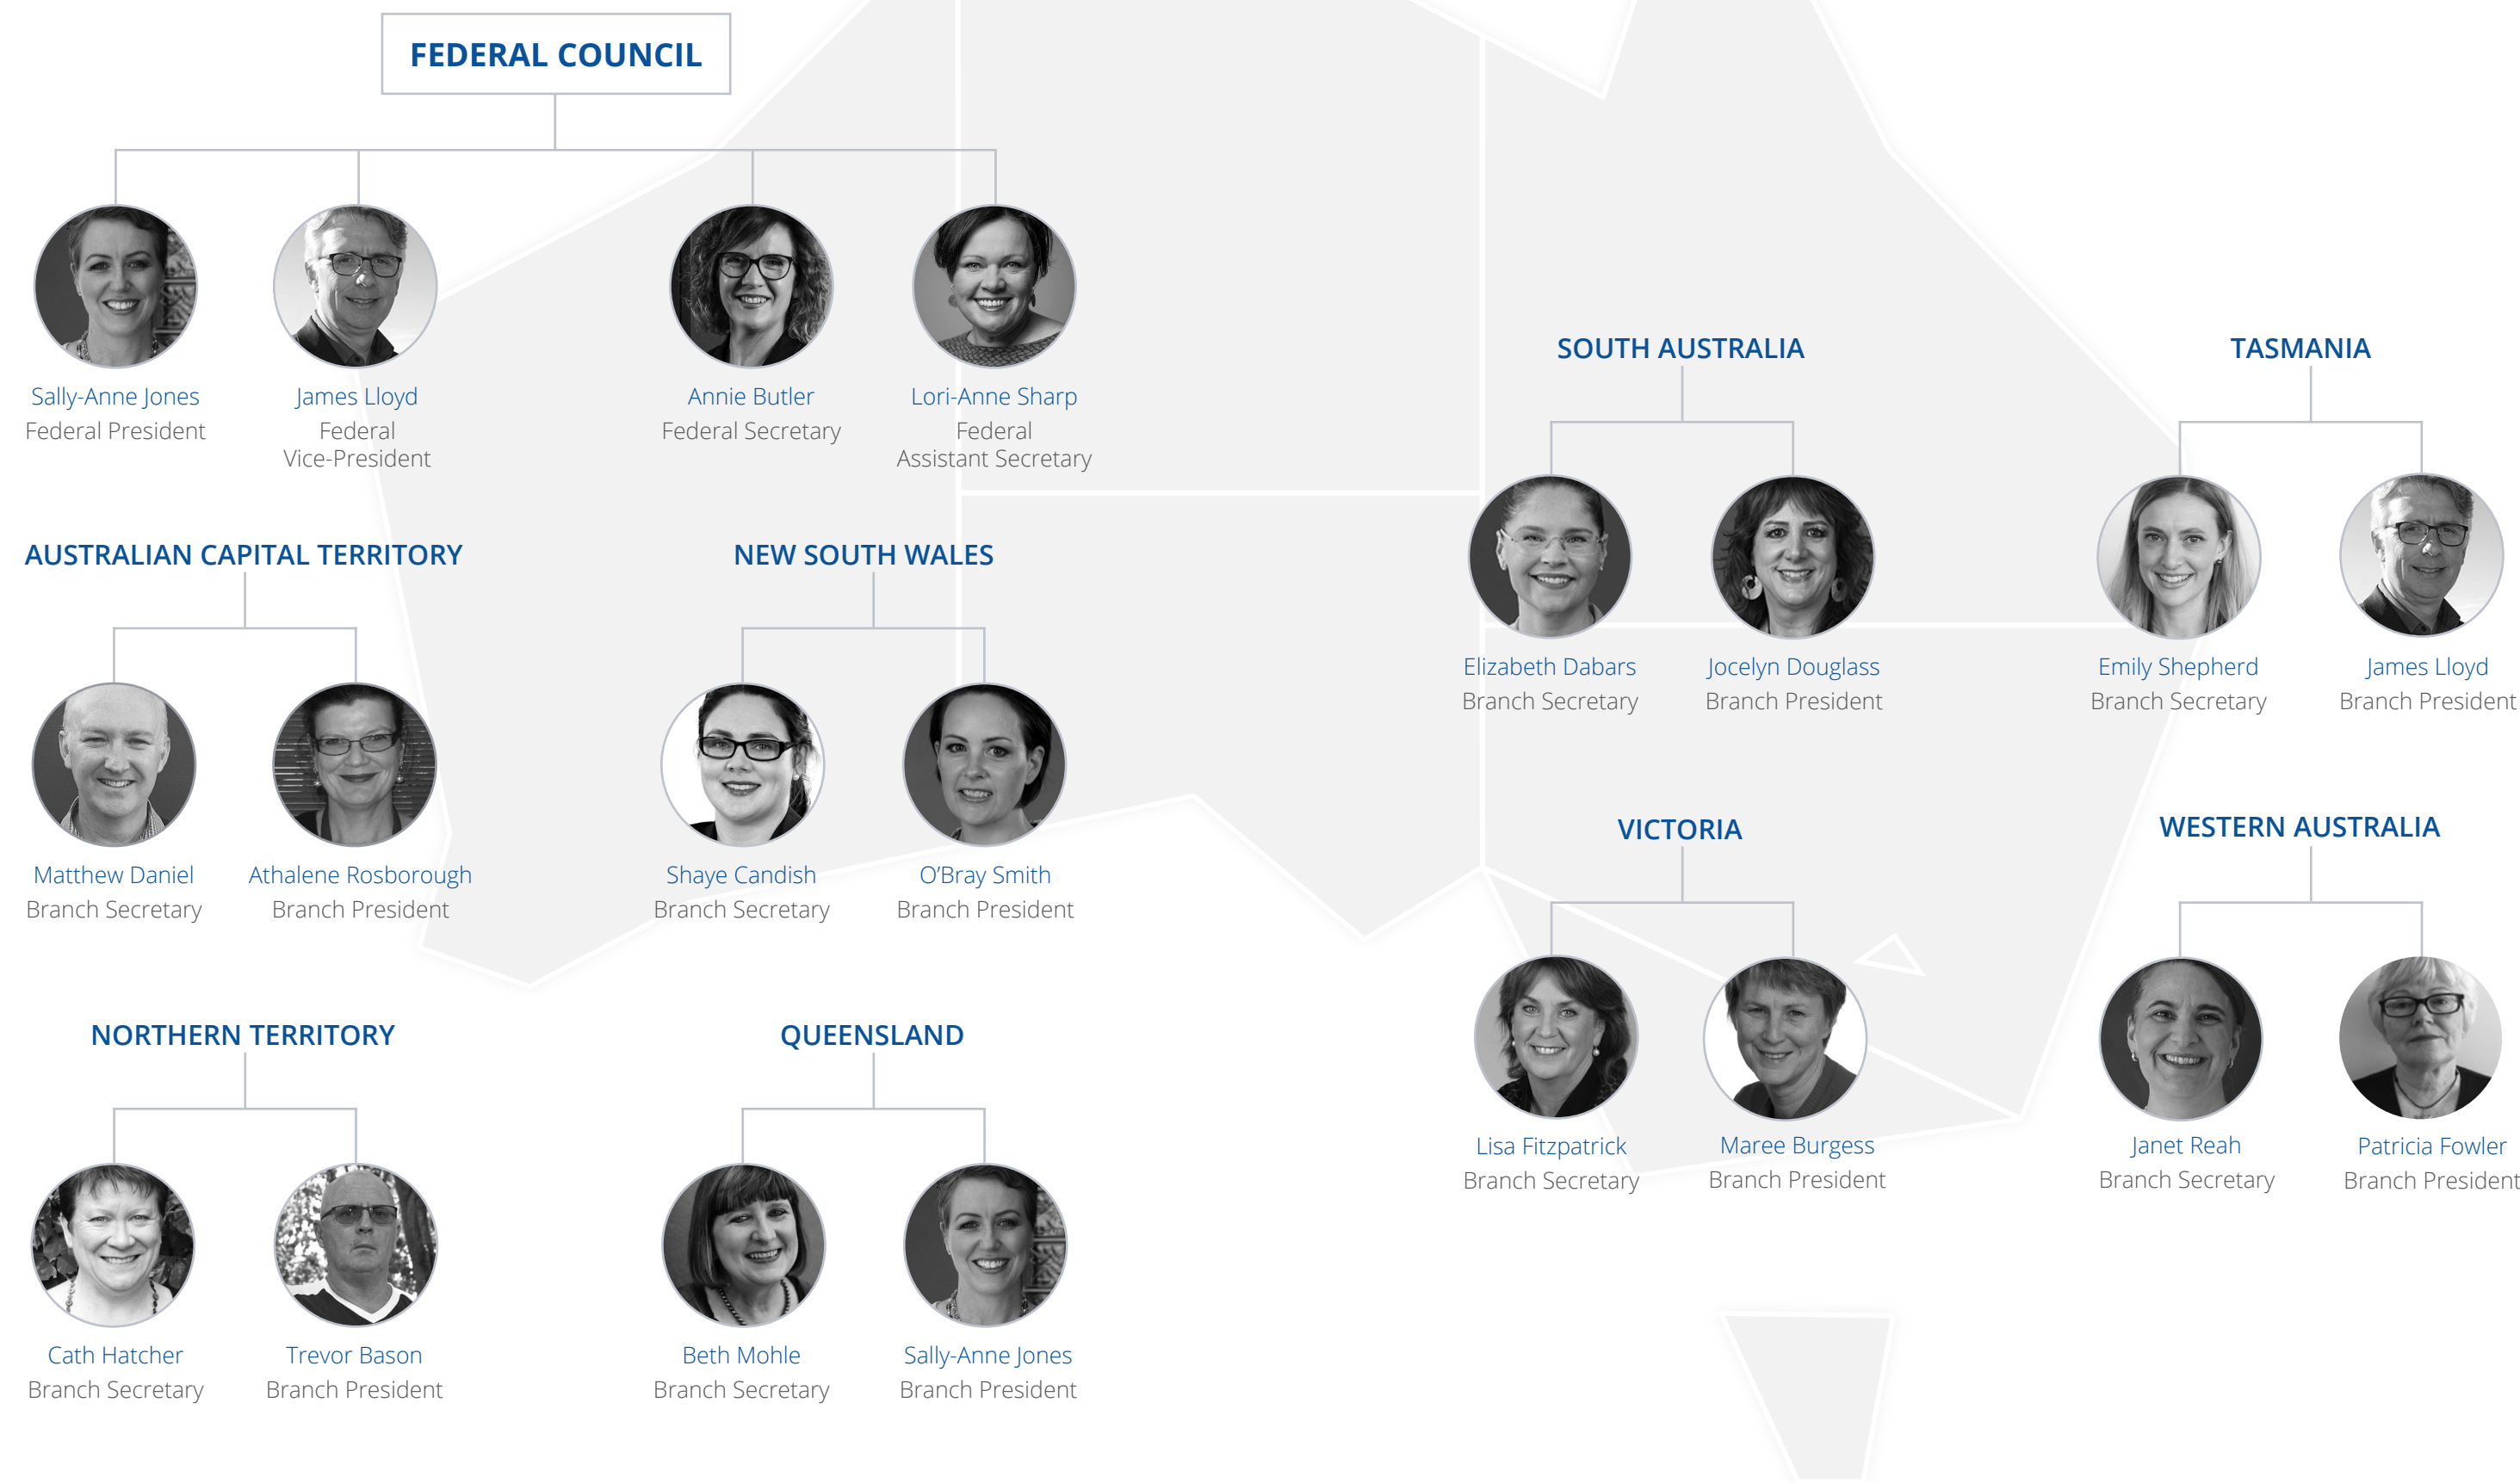 FEDERAL COUNCIL
Sally-Anne Jones
Federal President
James Lloyd
Federal
Vice-President
Annie Butler
Federal Secretary
Lori-Anne Sharp
Federal
Assistant Secretary
AUSTRALIAN CAPITAL TERRITORY
Matthew Daniel
Branch Secretary
Athalene Rosborough
Branch President
NEW SOUTH WALES
Shaye Candish
Branch Secretary
O’Bray Smith
Branch President
NORTHERN TERRITORY
Cath Hatcher
Branch Secretary
Trevor Bason
Branch President
QUEENSLAND
Beth Mohle
Branch Secretary
Sally-Anne Jones
Branch President
SOUTH AUSTRALIA
Elizabeth Dabars
Branch Secretary
Jocelyn Douglass
Branch President
TASMANIA
Emily Shepherd
Branch Secretary
James Lloyd
Branch President
VICTORIA
Lisa Fitzpatrick
Branch Secretary
Maree Burgess
Branch President
WESTERN AUSTRALIA
Janet Reah
Branch Secretary
Patricia Fowler
Branch President